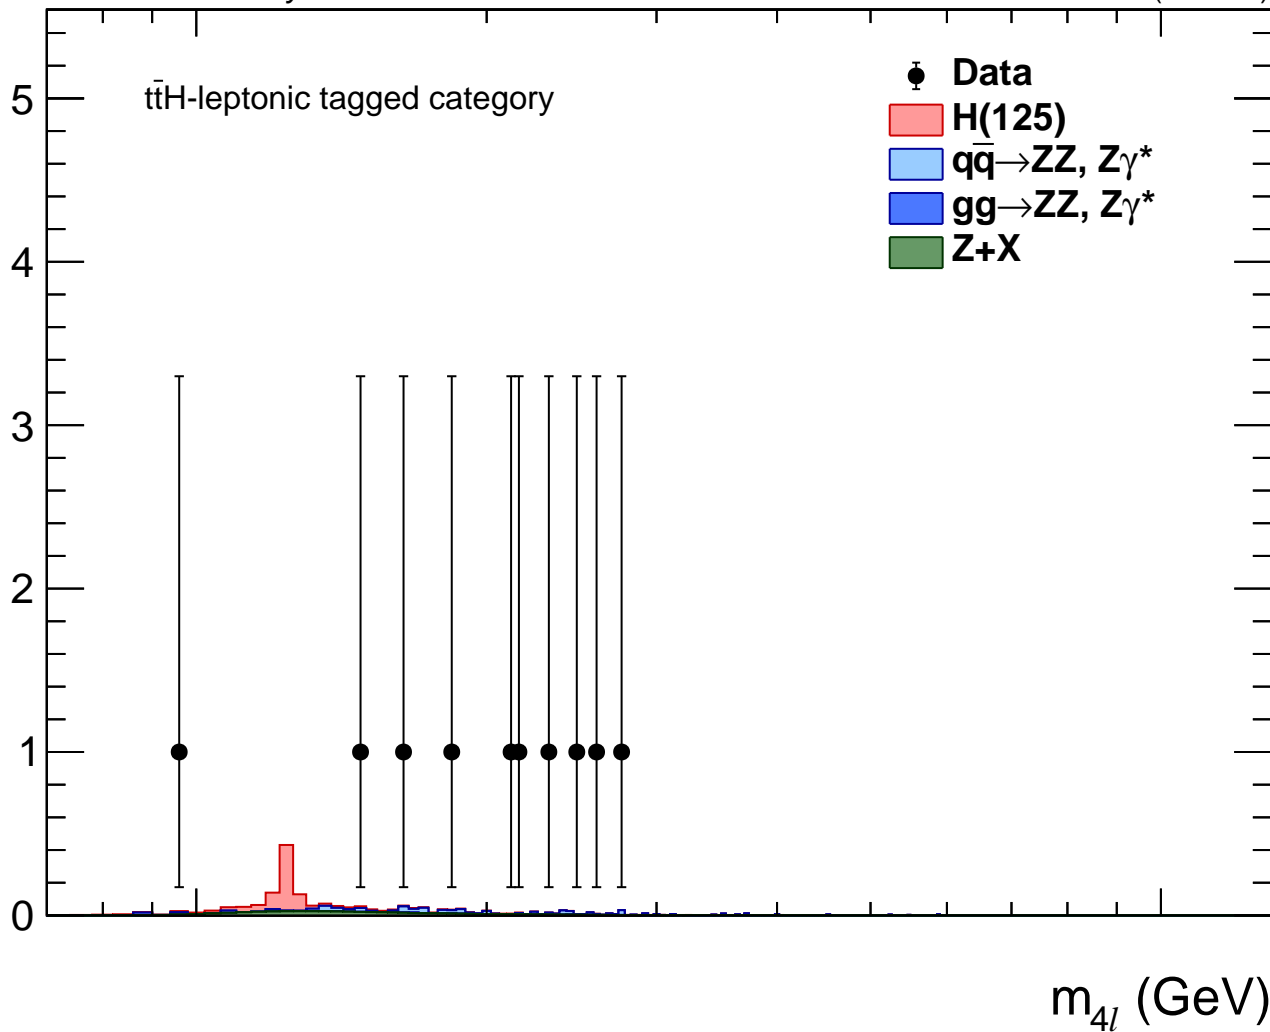 tt̄H-leptonic tagged category
Data
H(125)
qq̄→ZZ, Zγ*
gg→ZZ, Zγ*
Z+X
5
4
3
2
1
0
m4l (GeV)